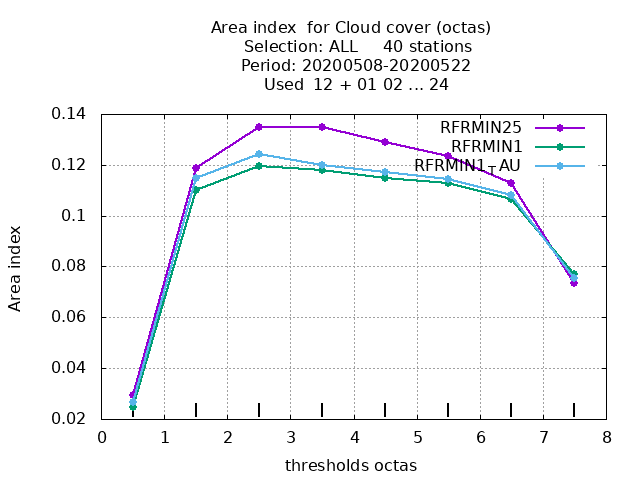 Area index  for Cloud cover (octas)
Selection: ALL     40 stations
Period: 20200508-20200522
Used  12 + 01 02 ... 24
0.14
RFRMIN25
RFRMIN1
0.12
RFRMIN1TAU
0.1
0.08
0.06
0.04
0.02
Area index
0 1 2 3 4 5 6 7 8
thresholds octas